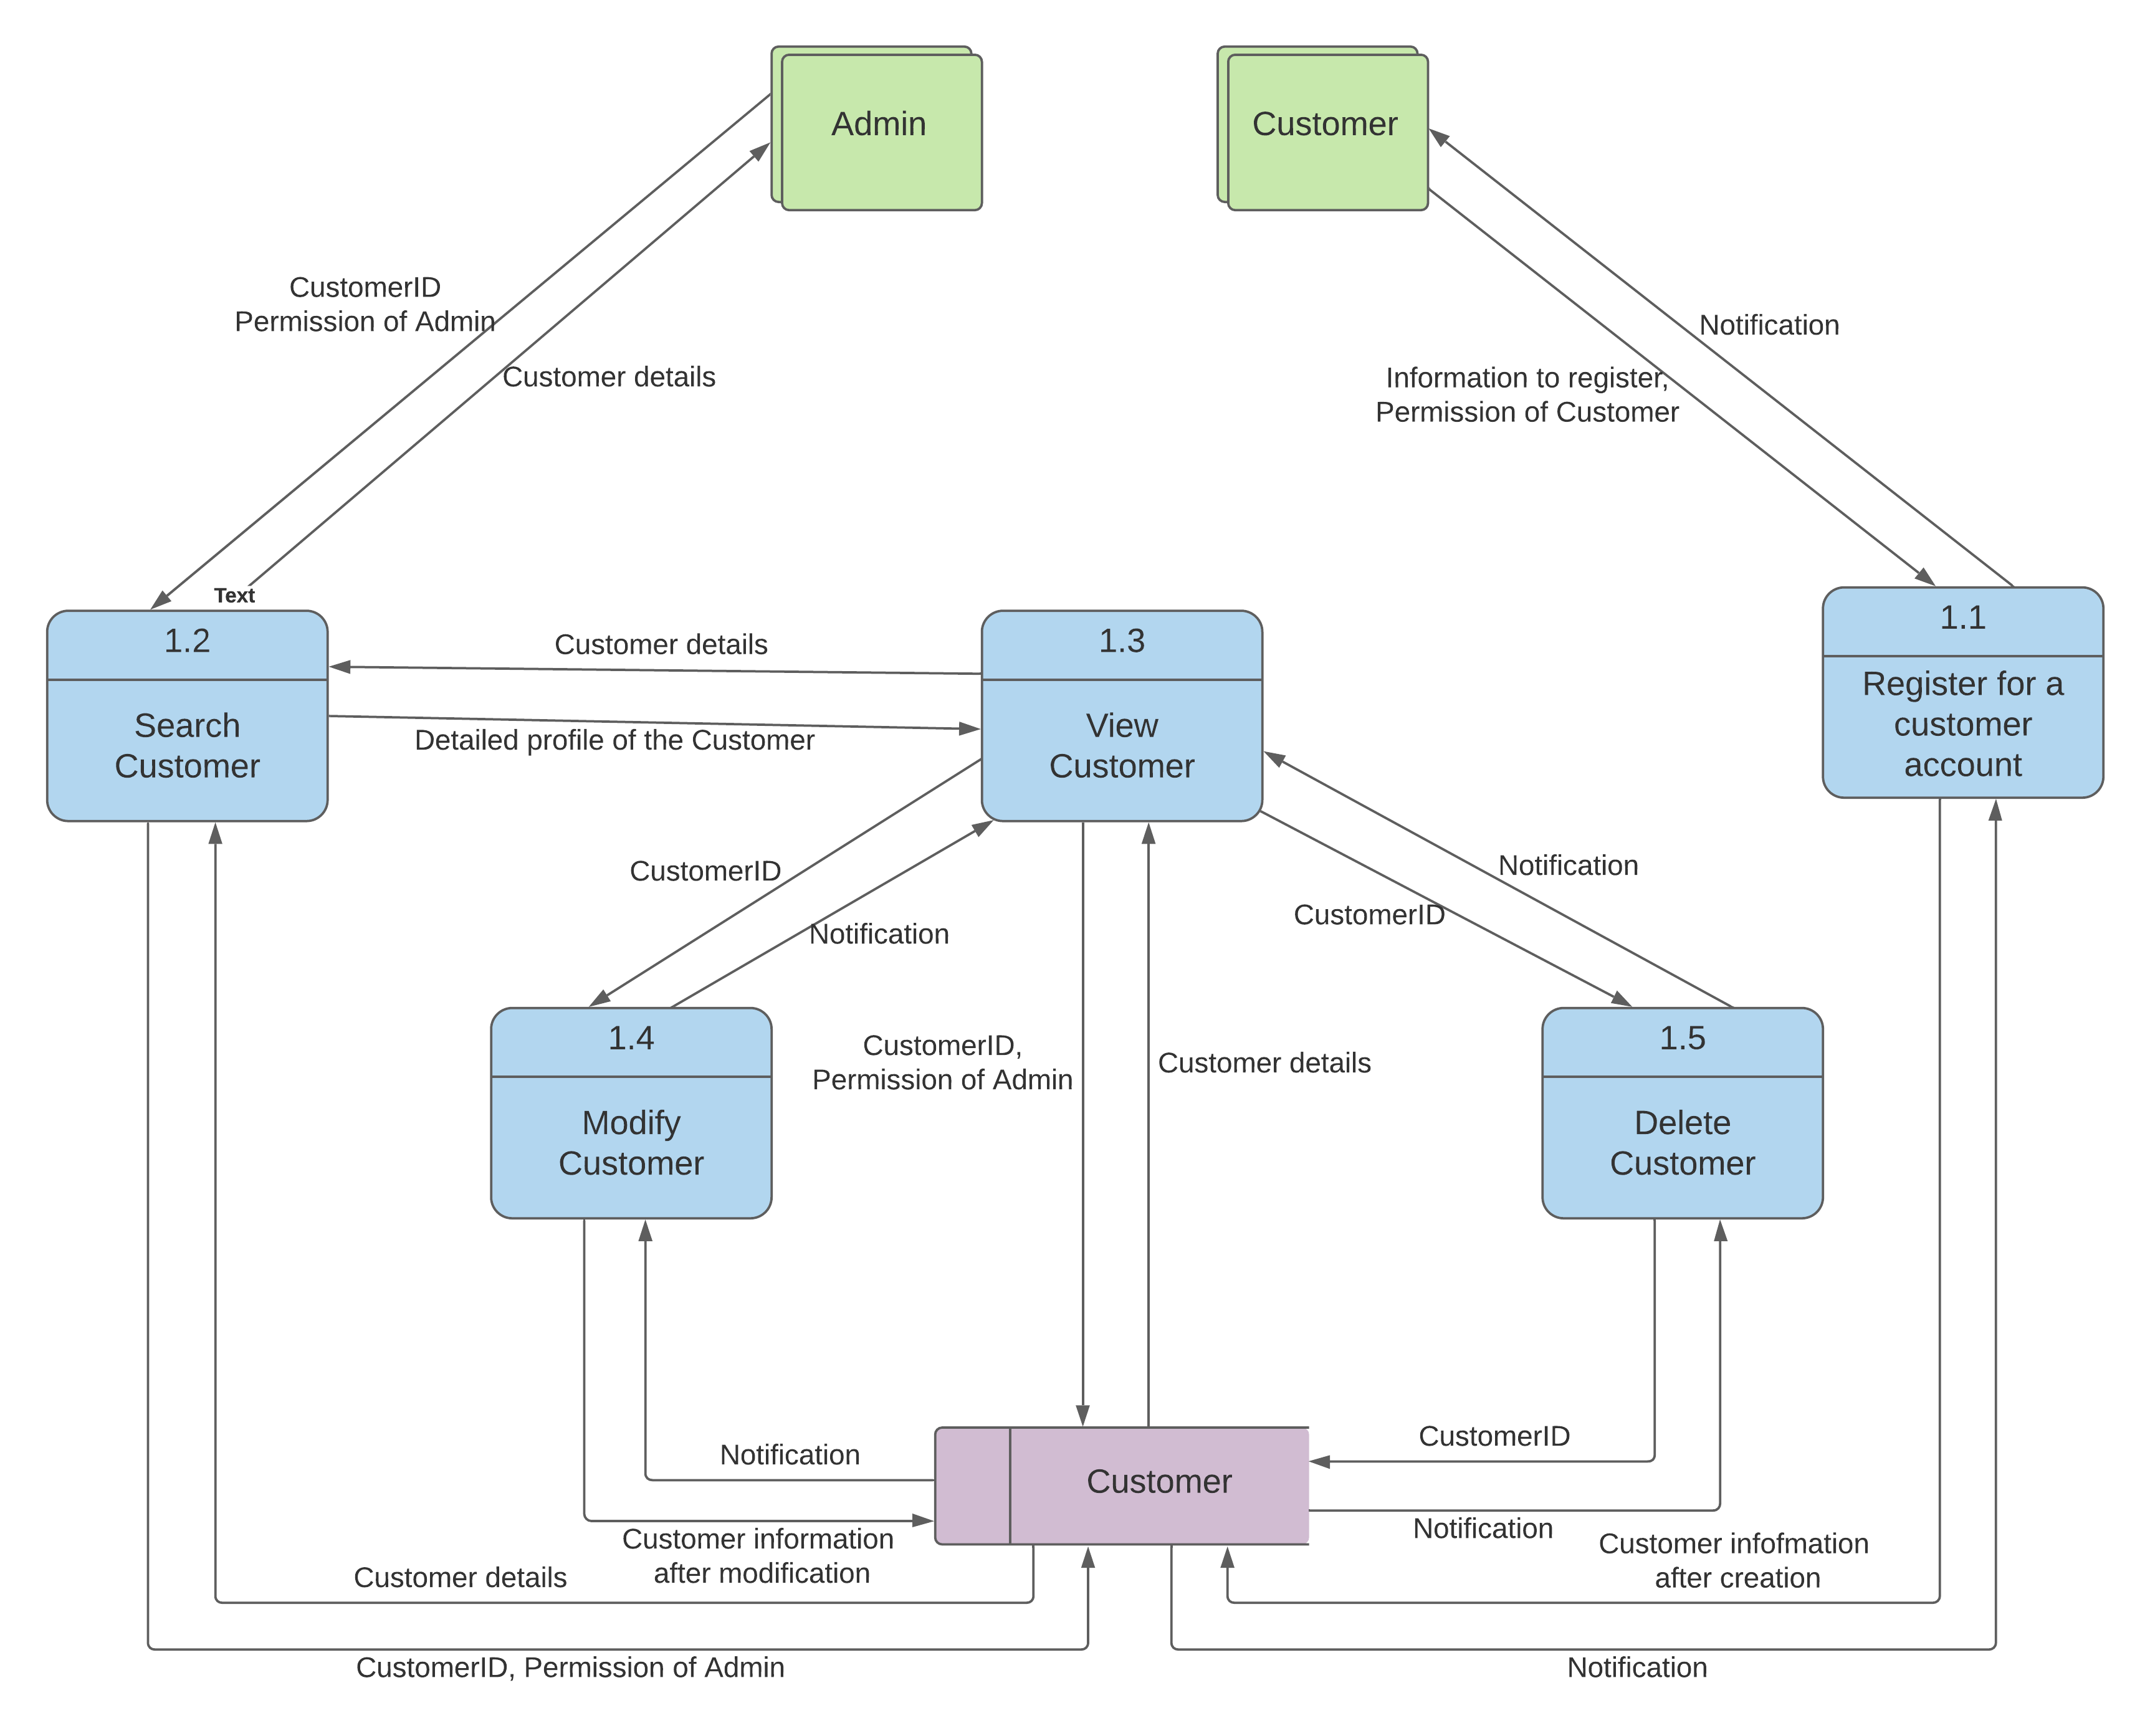 Admin
Customer
CustomerID
Permission of Admin
Customer details
Notification
Information to register,
Permission of Customer
Text
1.2
Search
Customer
Customer details
Detailed profile of the Customer
1.3
View
Customer
1.1
Register for a
customer
account
CustomerID
Notification
Notification
CustomerID
1.4
Modify
Customer
CustomerID,
Permission of Admin
Customer details
1.5
Delete
Customer
Notification
Customer information
after modification
Customer
CustomerID
Notification
Customer infofmation
after creation
Customer details
CustomerID, Permission of Admin
Notification